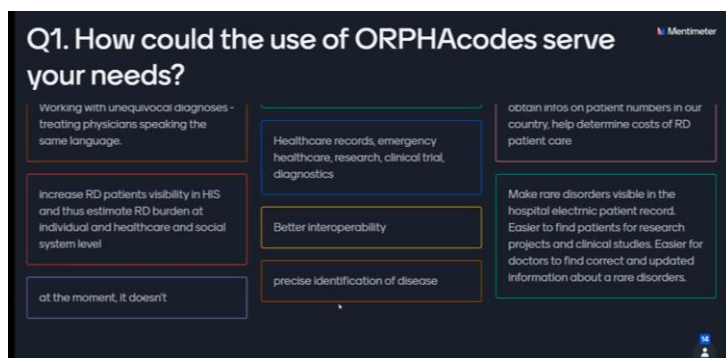 Q1. How could the use of ORPHAcodes serve
your needs?
Mentimeter
Working with unequivocal diagnoses -
treating physicians speaking the
same language.
increase RD patients visibility in HIS
and thus estimate RD burden at
individual and healthcare and social
system level
at the moment, it doesn't
Healthcare records, emergency
healthcare, research, clinical trial,
diagnostics
Better interoperability
precise identification of disease
obtain infos on patient numbers in our
country, help determine costs of RD
patient care
Make rare disorders visible in the
hospital electrnic patient record.
Easier to find patients for research
projects and clinical studies. Easier for
doctors to find correct and updated
information about a rare disorders.
14